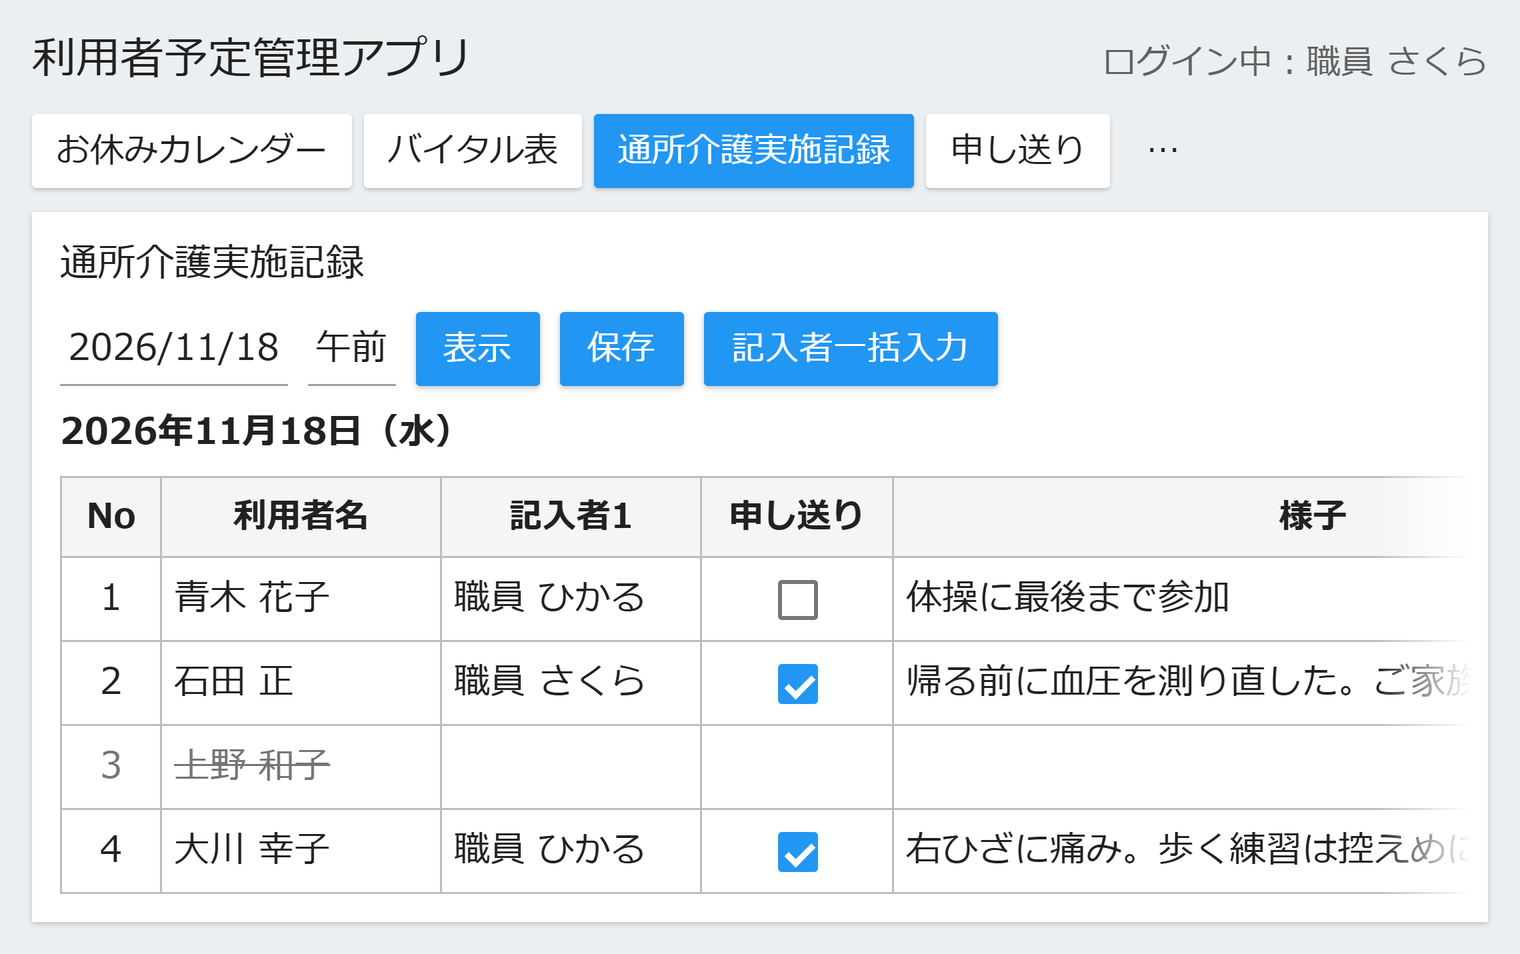 利用者予定管理アプリ
ログイン中：職員 さくら
お休みカレンダー バイタル表 通所介護実施記録 申し送り …
通所介護実施記録
2026/11/18 午前 表示 保存 記入者一括入力
2026年11月18日（水）
No 利用者名 記入者1 申し送り 様子
1 青木 花子 職員 ひかる 体操に最後まで参加
2 石田 正 職員 さくら 帰る前に血圧を測り直した。ご家族
3 上野 和子
4 大川 幸子 職員 ひかる 右ひざに痛み。歩く練習は控えめに